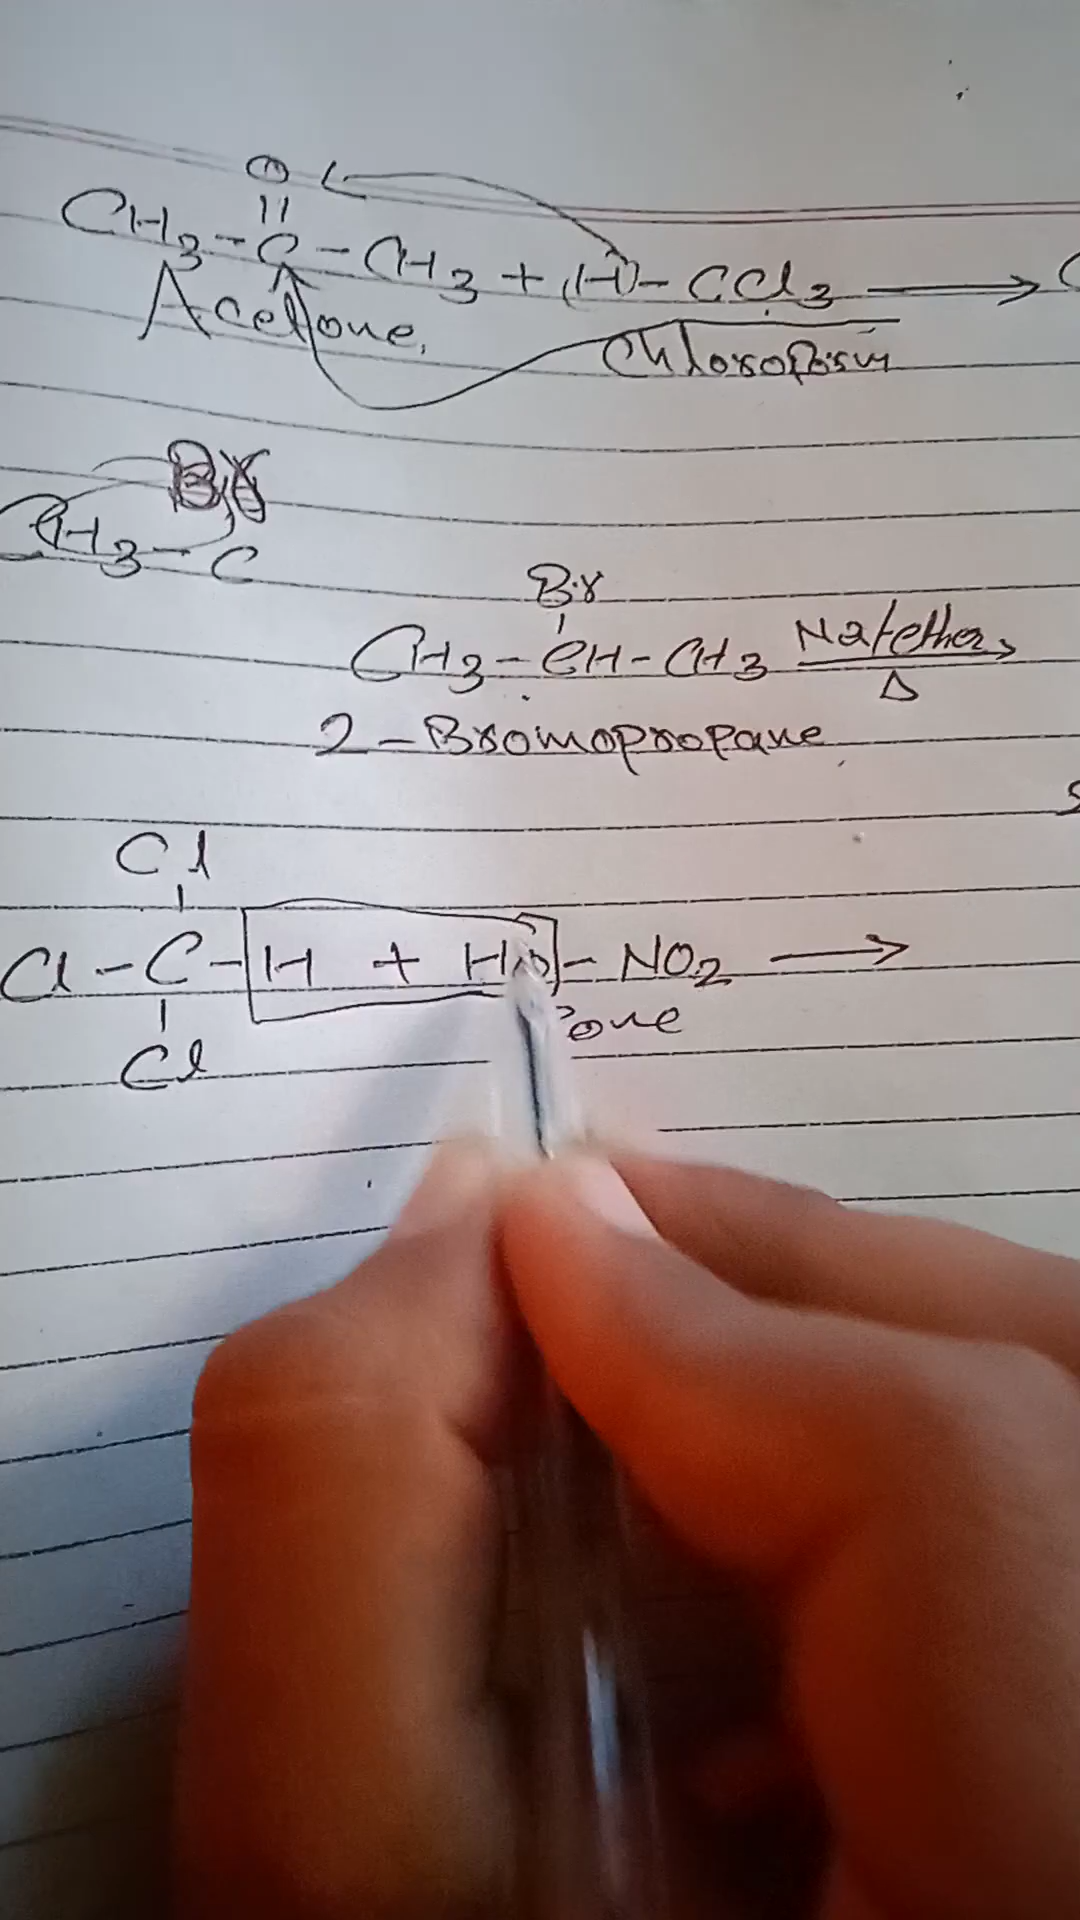 O
||
CH3-C-CH3 + H-CCl3 →
Acetone
Chloroform
CH3-C
Br
CH3-CH-CH3 Na/ether
Δ
2-Bromopropane
Cl
Cl-C-H + HO-NO2 →
Cl